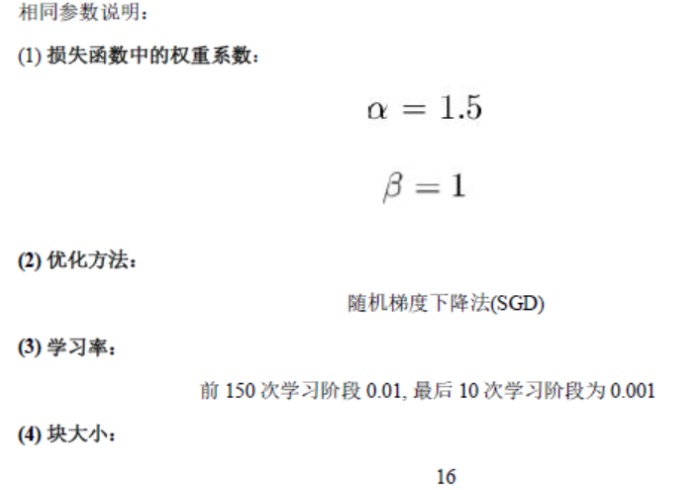 相同参数说明：
(1) 损失函数中的权重系数：
α = 1.5
β = 1
(2) 优化方法：
随机梯度下降法(SGD)
(3) 学习率：
前 150 次学习阶段 0.01, 最后 10 次学习阶段为 0.001
(4) 块大小：
16